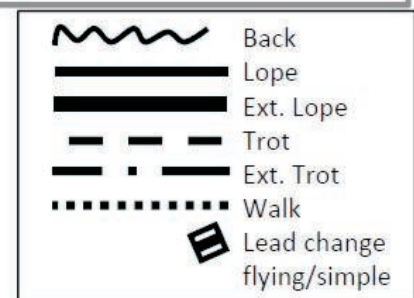 Back
Lope
Ext. Lope
Trot
Ext. Trot
Walk
Lead change
flying/simple